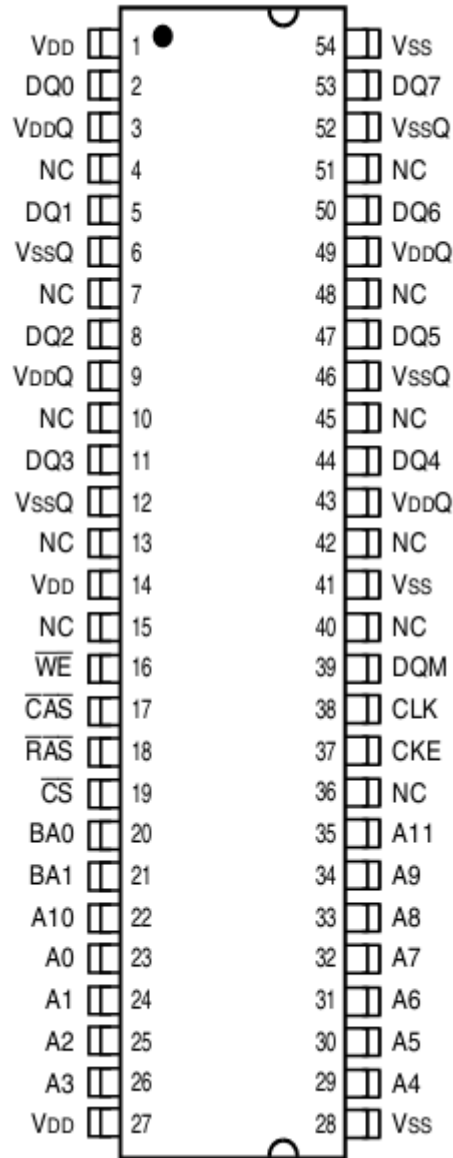 VDD 1 54 VSS
DQ0 2 53 DQ7
VDDQ 3 52 VSSQ
NC 4 51 NC
DQ1 5 50 DQ6
VSSQ 6 49 VDDQ
NC 7 48 NC
DQ2 8 47 DQ5
VDDQ 9 46 VSSQ
NC 10 45 NC
DQ3 11 44 DQ4
VSSQ 12 43 VDDQ
NC 13 42 NC
VDD 14 41 VSS
NC 15 40 NC
W̅E̅ 16 39 DQM
C̅A̅S̅ 17 38 CLK
R̅A̅S̅ 18 37 CKE
C̅S̅ 19 36 NC
BA0 20 35 A11
BA1 21 34 A9
A10 22 33 A8
A0 23 32 A7
A1 24 31 A6
A2 25 30 A5
A3 26 29 A4
VDD 27 28 VSS